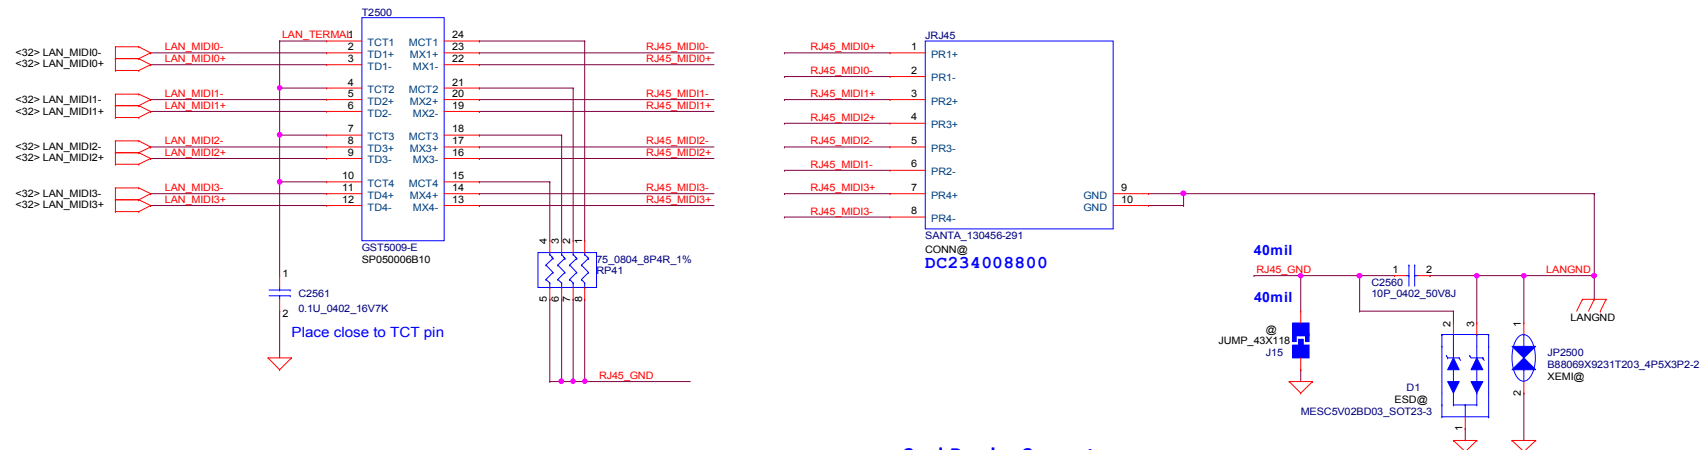 T2500
LAN_TERMAL
<32> LAN_MIDI0-
<32> LAN_MIDI0+
LAN_MIDI0-
LAN_MIDI0+
<32> LAN_MIDI1-
<32> LAN_MIDI1+
LAN_MIDI1-
LAN_MIDI1+
<32> LAN_MIDI2-
<32> LAN_MIDI2+
LAN_MIDI2-
LAN_MIDI2+
<32> LAN_MIDI3-
<32> LAN_MIDI3+
LAN_MIDI3-
LAN_MIDI3+
1 TCT1 MCT1 24
2 TD1+ MX1+ 23
3 TD1- MX1- 22
4 TCT2 MCT2 21
5 TD2+ MX2+ 20
6 TD2- MX2- 19
7 TCT3 MCT3 18
8 TD3+ MX3+ 17
9 TD3- MX3- 16
10 TCT4 MCT4 15
11 TD4+ MX4+ 14
12 TD4- MX4- 13
GST5009-E
SP050006B10
RJ45_MIDI0-
RJ45_MIDI0+
RJ45_MIDI1-
RJ45_MIDI1+
RJ45_MIDI2-
RJ45_MIDI2+
RJ45_MIDI3-
RJ45_MIDI3+
4 3 2 1
75_0804_8P4R_1%
RP41
5 6 7 8
RJ45_GND
1
C2561
0.1U_0402_16V7K
2
Place close to TCT pin
JRJ45
RJ45_MIDI0+ 1 PR1+
RJ45_MIDI0- 2 PR1-
RJ45_MIDI1+ 3 PR2+
RJ45_MIDI2+ 4 PR3+
RJ45_MIDI2- 5 PR3-
RJ45_MIDI1- 6 PR2-
RJ45_MIDI3+ 7 PR4+
RJ45_MIDI3- 8 PR4-
GND 9
GND 10
SANTA_130456-291
CONN@
DC234008800
40mil
RJ45_GND
40mil
1 2
C2560
10P_0402_50V8J
LANGND
LANGND
@
JUMP_43X118
J15
2 3
D1
ESD@
MESC5V02BD03_SOT23-3
1
1
JP2500
B88069X9231T203_4P5X3P2-2
XEMI@
2